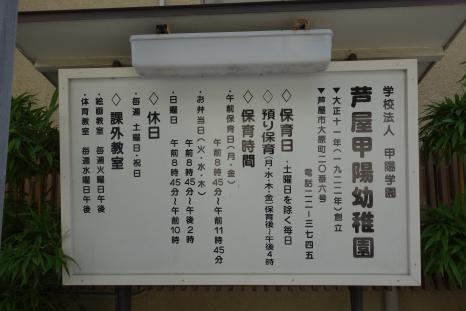 学校法人 甲陽学園
芦屋甲陽幼稚園
▼大正十一年(一九二二年)創立
▼芦屋市大原町二〇番六号
電話二二−三七四五
◇保育日・土曜日を除く毎日
◇預り保育(月・水・木・金)保育後〜午後4時
◇保育時間
・午前保育日(月・金)
午前8時45分〜午前11時45分
・お弁当日(火・水・木)
午前8時45分〜午後2時
・日曜日 午前8時45分〜午前10時
◇休日
・毎週 土曜日・祝日
◇課外教室
・絵画教室 毎週火曜日午後
・体育教室 毎週水曜日午後